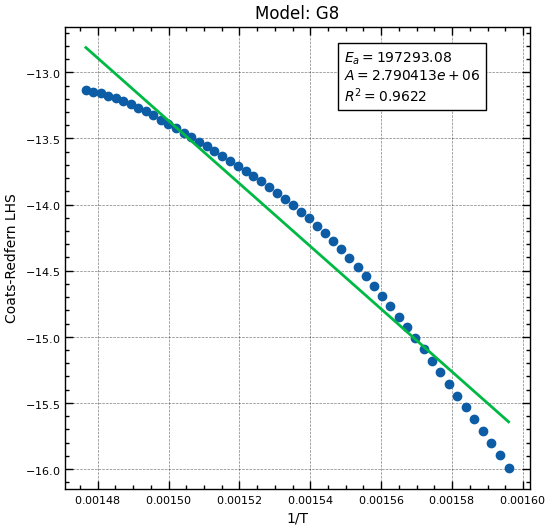 Model: G8
E_a = 197293.08
A = 2.790413e + 06
R^2 = 0.9622
−13.0
−13.5
−14.0
−14.5
−15.0
−15.5
−16.0
Coats-Redfern LHS
0.00148 0.00150 0.00152 0.00154 0.00156 0.00158 0.00160
1/T